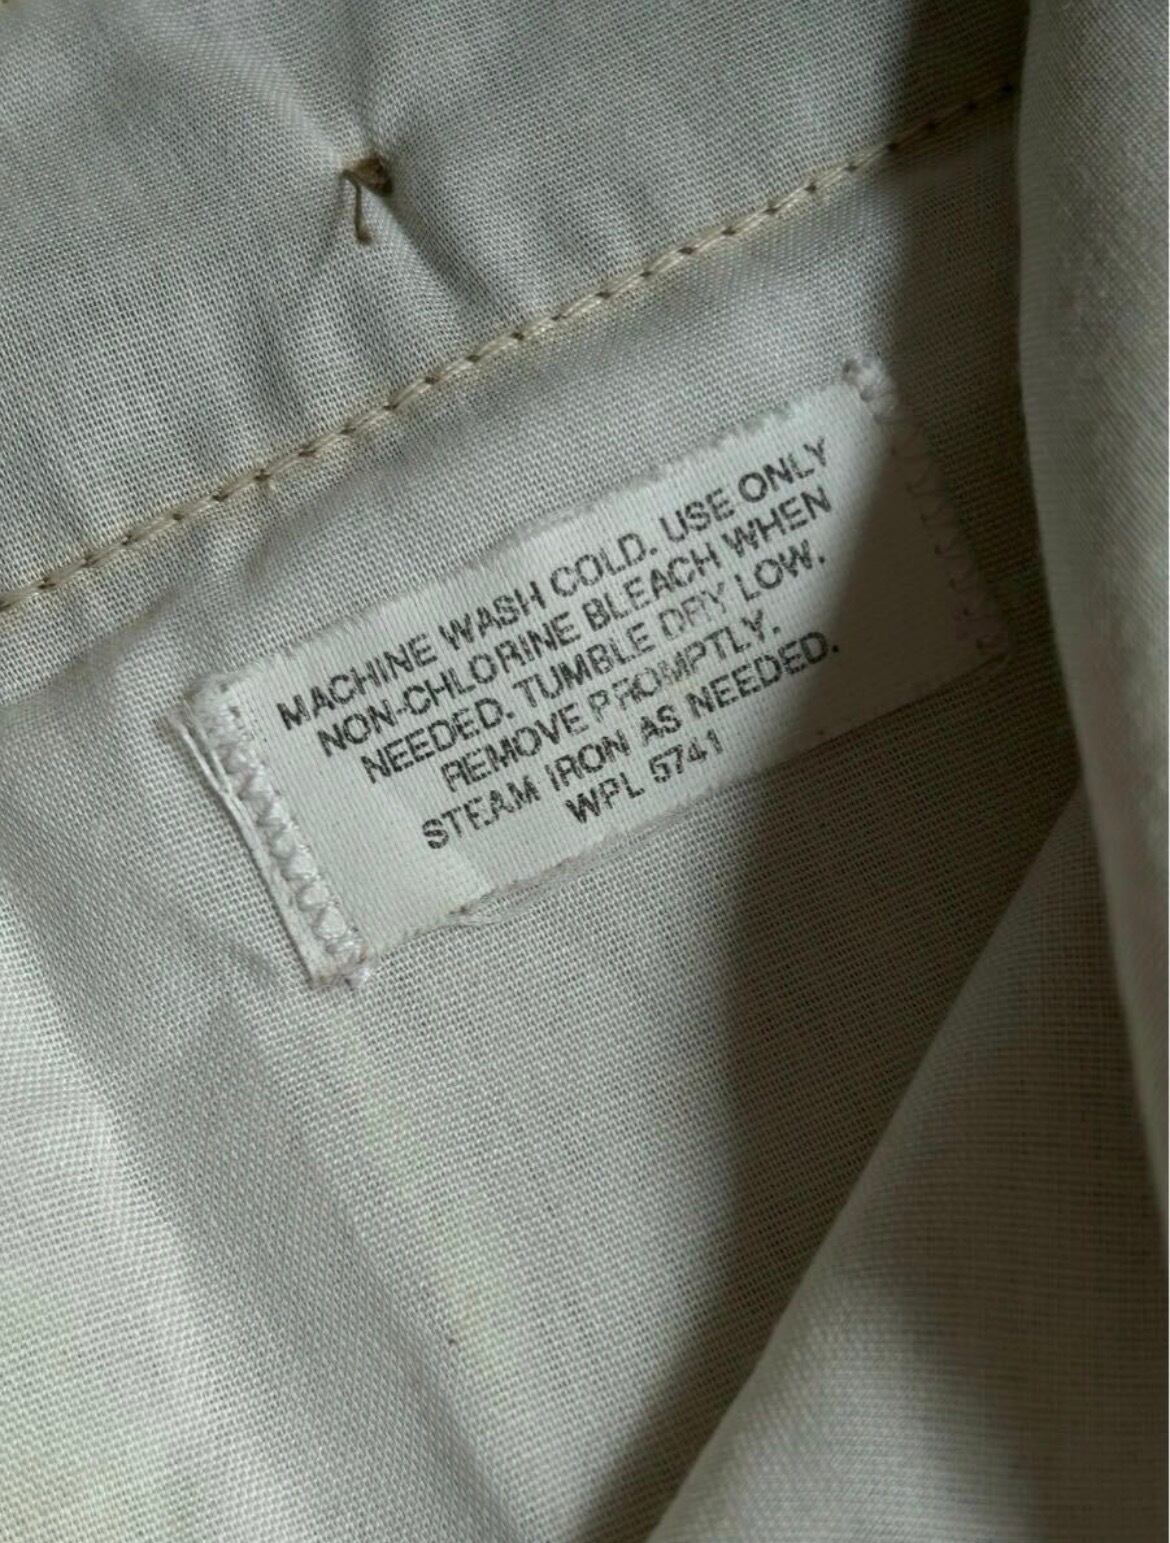 MACHINE WASH COLD. USE ONLY
NON-CHLORINE BLEACH WHEN
NEEDED. TUMBLE DRY LOW.
REMOVE PROMPTLY.
STEAM IRON AS NEEDED.
WPL 5741